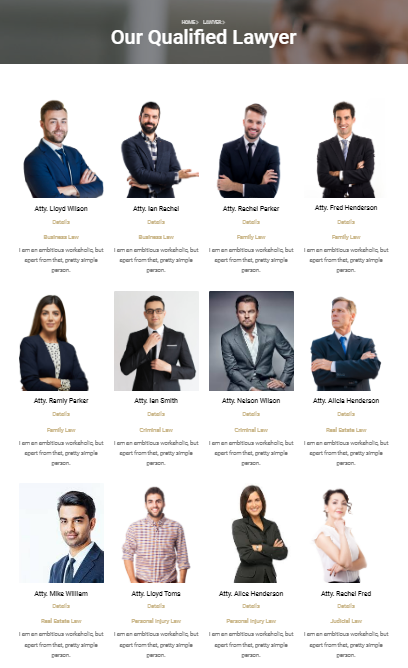 HOME> LAWYER>
Our Qualified Lawyer
Atty. Lloyd Wilson
Details
Business Law
I am an ambitious workaholic, but
apart from that, pretty simple
person.
Atty. Ian Rachel
Details
Business Law
I am an ambitious workaholic, but
apart from that, pretty simple
person.
Atty. Rachel Parker
Details
Family Law
I am an ambitious workaholic, but
apart from that, pretty simple
person.
Atty. Fred Henderson
Details
Family Law
I am an ambitious workaholic, but
apart from that, pretty simple
person.
Atty. Ramly Parker
Details
Family Law
I am an ambitious workaholic, but
apart from that, pretty simple
person.
Atty. Ian Smith
Details
Criminal Law
I am an ambitious workaholic, but
apart from that, pretty simple
person.
Atty. Nelson Wilson
Details
Criminal Law
I am an ambitious workaholic, but
apart from that, pretty simple
person.
Atty. Alicia Henderson
Details
Real Estate Law
I am an ambitious workaholic, but
apart from that, pretty simple
person.
Atty. Mike William
Details
Real Estate Law
I am an ambitious workaholic, but
apart from that, pretty simple
person.
Atty. Lloyd Toms
Details
Personal Injury Law
I am an ambitious workaholic, but
apart from that, pretty simple
person.
Atty. Alice Henderson
Details
Personal Injury Law
I am an ambitious workaholic, but
apart from that, pretty simple
person.
Atty. Rachel Fred
Details
Judicial Law
I am an ambitious workaholic, but
apart from that, pretty simple
person.